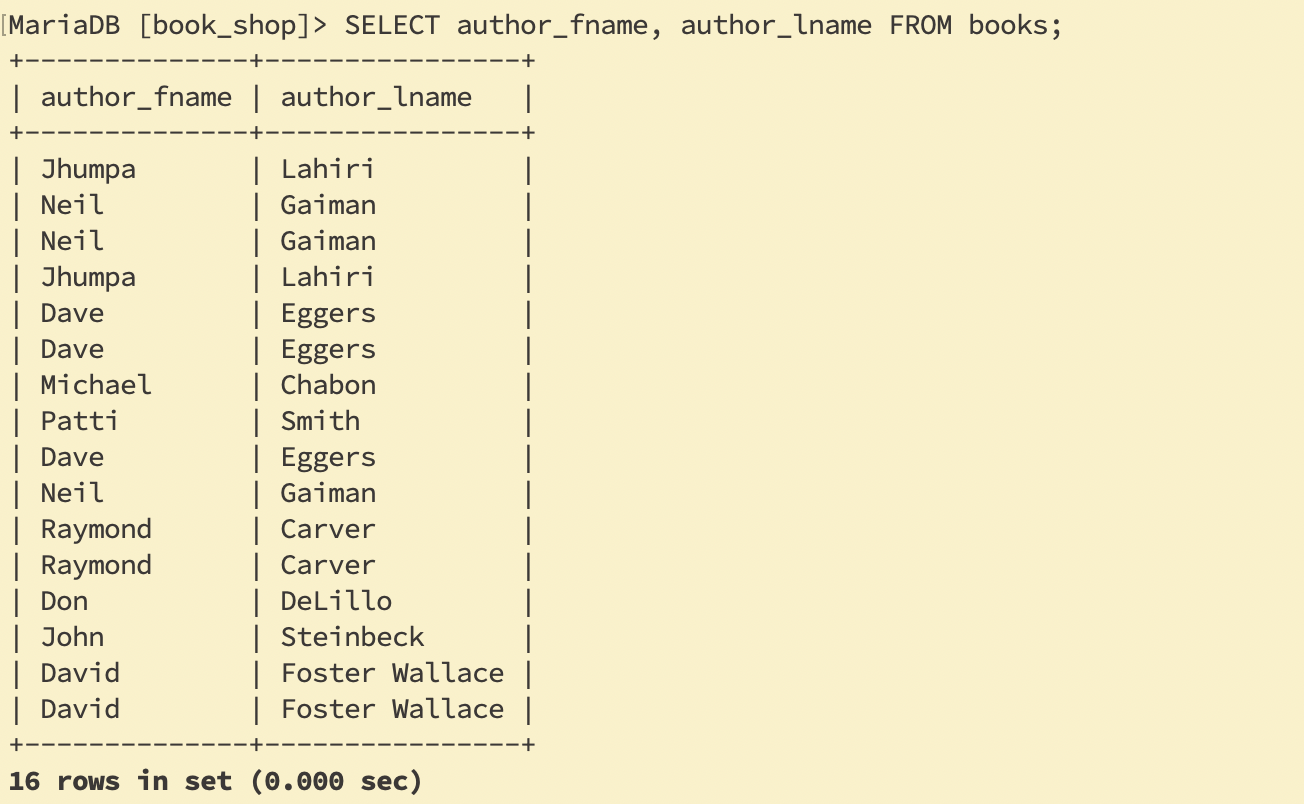 MariaDB [book_shop]> SELECT author_fname, author_lname FROM books;
+--------------+----------------+
| author_fname | author_lname   |
+--------------+----------------+
| Jhumpa       | Lahiri         |
| Neil         | Gaiman         |
| Neil         | Gaiman         |
| Jhumpa       | Lahiri         |
| Dave         | Eggers         |
| Dave         | Eggers         |
| Michael      | Chabon         |
| Patti        | Smith          |
| Dave         | Eggers         |
| Neil         | Gaiman         |
| Raymond      | Carver         |
| Raymond      | Carver         |
| Don          | DeLillo        |
| John         | Steinbeck      |
| David        | Foster Wallace |
| David        | Foster Wallace |
+--------------+----------------+
16 rows in set (0.000 sec)